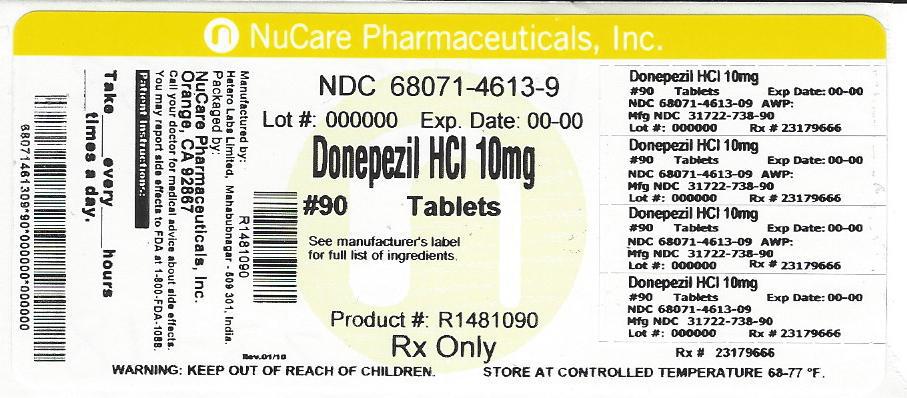 n NuCare Pharmaceuticals, Inc.
68071461309*90*000000*000000
Take ___ every ___ hours
___ times a day.
Patient Instructions:
You may report side effects to FDA at 1-800-FDA-1088.
Call your doctor for medical advice about side effects.
Orange, CA 92867
NuCare Pharmaceuticals, Inc.
Packaged by:
Hetero Labs Limited, Mahabubnagar - 509 301, India.
Manufactured by:
R1481090
Rev.01/18
NDC 68071-4613-9
Lot #: 000000 Exp. Date: 00-00
Donepezil HCl 10mg
#90 Tablets
See manufacturer's label
for full list of ingredients.
Product #: R1481090
Rx Only
WARNING: KEEP OUT OF REACH OF CHILDREN. STORE AT CONTROLLED TEMPERATURE 68-77 °F.
Donepezil HCl 10mg
#90 Tablets Exp Date: 00-00
NDC 68071-4613-09 AWP:
Mfg NDC 31722-738-90
Lot #: 000000 Rx # 23179666
Donepezil HCl 10mg
#90 Tablets Exp Date: 00-00
NDC 68071-4613-09 AWP:
Mfg NDC 31722-738-90
Lot #: 000000 Rx # 23179666
Donepezil HCl 10mg
#90 Tablets Exp Date: 00-00
NDC 68071-4613-09 AWP:
Mfg NDC 31722-738-90
Lot #: 000000 Rx # 23179666
Donepezil HCl 10mg
#90 Tablets Exp Date: 00-00
NDC 68071-4613-09
Mfg NDC 31722-738-90
Lot #: 000000 Rx # 23179666
Rx # 23179666